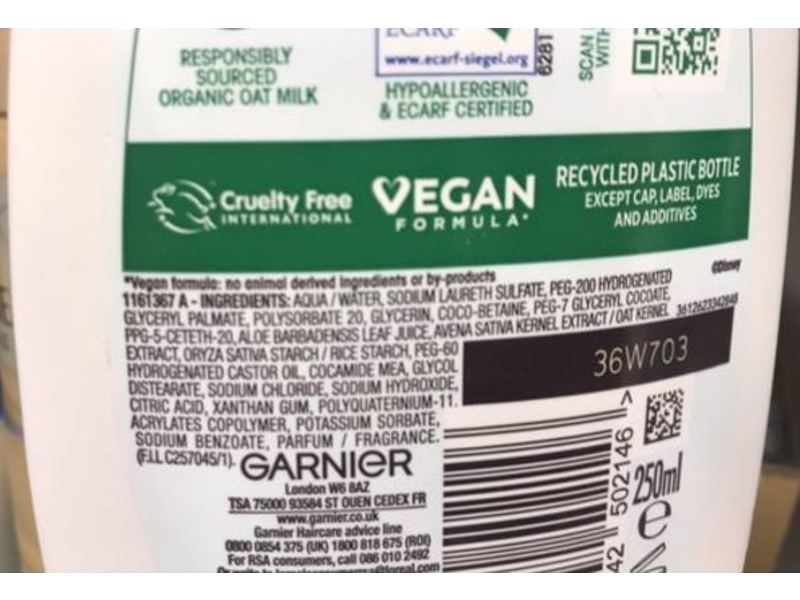 RESPONSIBLY
SOURCED
ORGANIC OAT MILK
ECARF
www.ecarf-siegel.org
HYPOALLERGENIC
& ECARF CERTIFIED
6281
SCAN
WITH
Cruelty Free
INTERNATIONAL
VEGAN
FORMULA*
RECYCLED PLASTIC BOTTLE
EXCEPT CAP, LABEL, DYES
AND ADDITIVES
*Vegan formula: no animal derived ingredients or by-products
©Disney
1161367 A - INGREDIENTS: AQUA / WATER, SODIUM LAURETH SULFATE, PEG-200 HYDROGENATED
GLYCERYL PALMATE, POLYSORBATE 20, GLYCERIN, COCO-BETAINE, PEG-7 GLYCERYL COCOATE,
PPG-5-CETETH-20, ALOE BARBADENSIS LEAF JUICE, AVENA SATIVA KERNEL EXTRACT / OAT KERNEL
EXTRACT, ORYZA SATIVA STARCH / RICE STARCH, PEG-60
HYDROGENATED CASTOR OIL, COCAMIDE MEA, GLYCOL
DISTEARATE, SODIUM CHLORIDE, SODIUM HYDROXIDE,
CITRIC ACID, XANTHAN GUM, POLYQUATERNIUM-11,
ACRYLATES COPOLYMER, POTASSIUM SORBATE,
SODIUM BENZOATE, PARFUM / FRAGRANCE.
(F.I.L C257045/1).
36W703
GARNIER
London W6 8AZ
TSA 75000 93584 ST OUEN CEDEX FR
www.garnier.co.uk
Garnier Haircare advice line
0800 0854 375 (UK) 1800 818 675 (ROI)
For RSA consumers, call 086 010 2492
42 502146 >
250ml
e